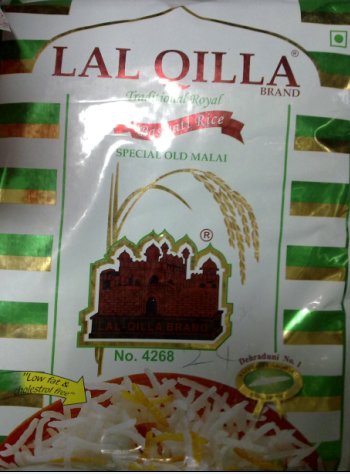 LAL QILLA®
BRAND
Traditional Royal
Basmati Rice
SPECIAL OLD MALAI
®
LAL-QILLA BRAND
No. 4268
Dehraduni No. 1
"Low fat &
cholestrol free"